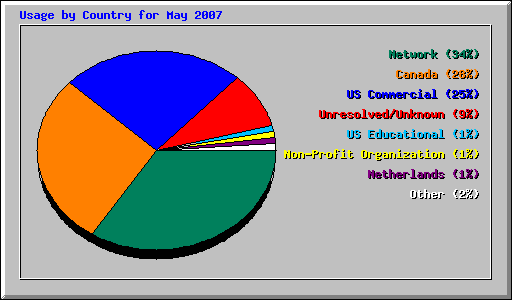 Usage by Country for May 2007
Network (34%)
Canada (28%)
US Commercial (25%)
Unresolved/Unknown (9%)
US Educational (1%)
Non-Profit Organization (1%)
Netherlands (1%)
Other (2%)